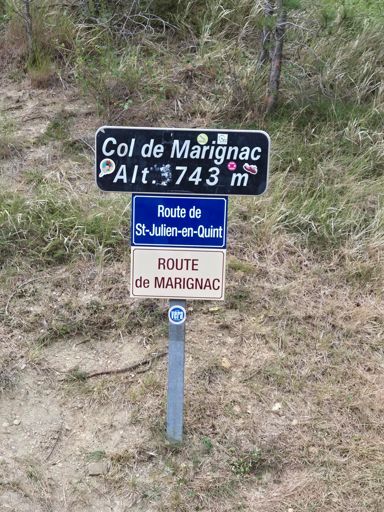 Col de Marignac
Alt. 743 m
Route de
St-Julien-en-Quint
ROUTE
de MARIGNAC